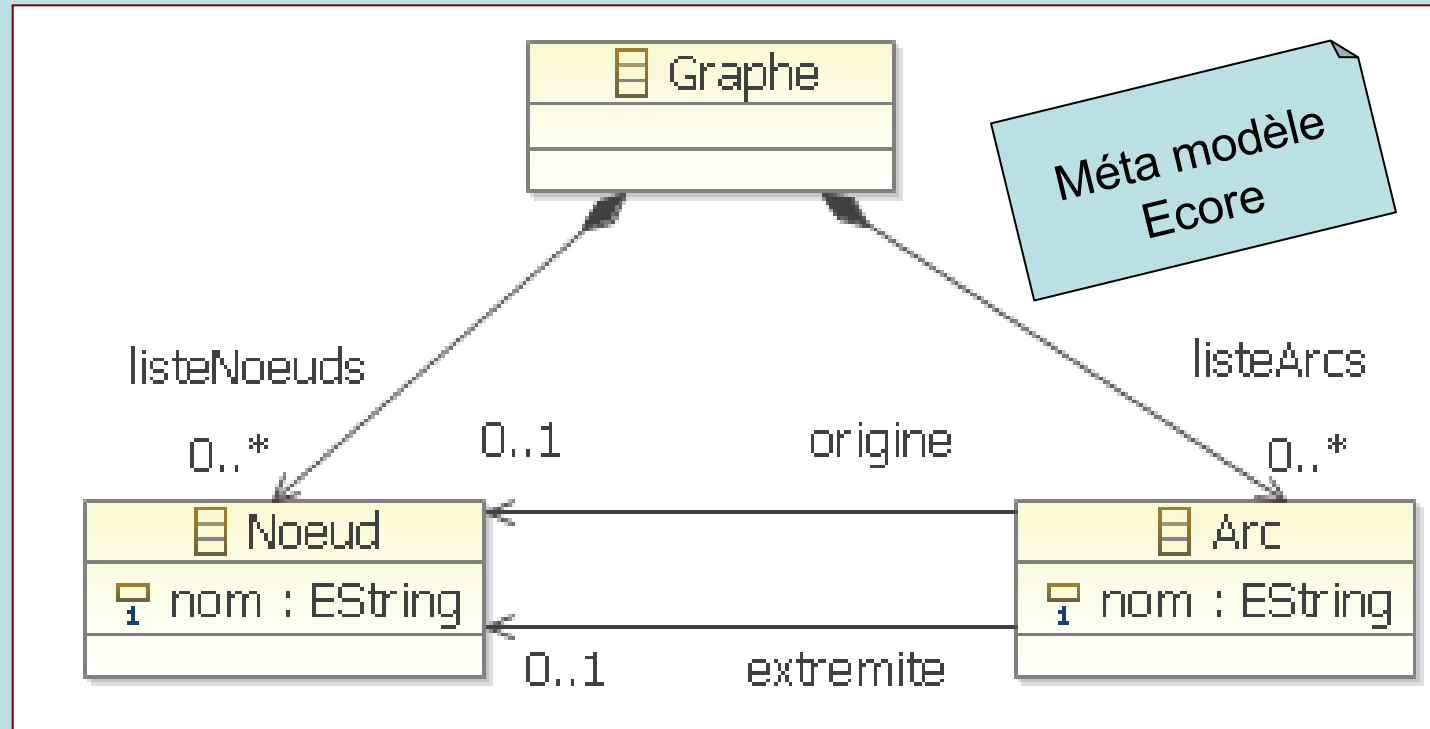 Graphe
Méta modèle
Ecore
listeNoeuds
listeArcs
0..*
0..1
origine
0..*
Noeud
Arc
1 nom : EString
1 nom : EString
0..1
extremite